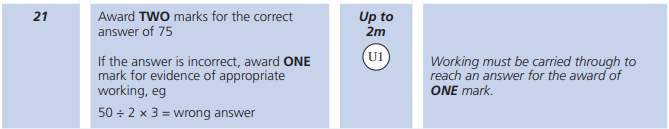 21
Award TWO marks for the correct
answer of 75
If the answer is incorrect, award ONE
mark for evidence of appropriate
working, eg
50 ÷ 2 × 3 = wrong answer
Up to
2m
U1
Working must be carried through to
reach an answer for the award of
ONE mark.